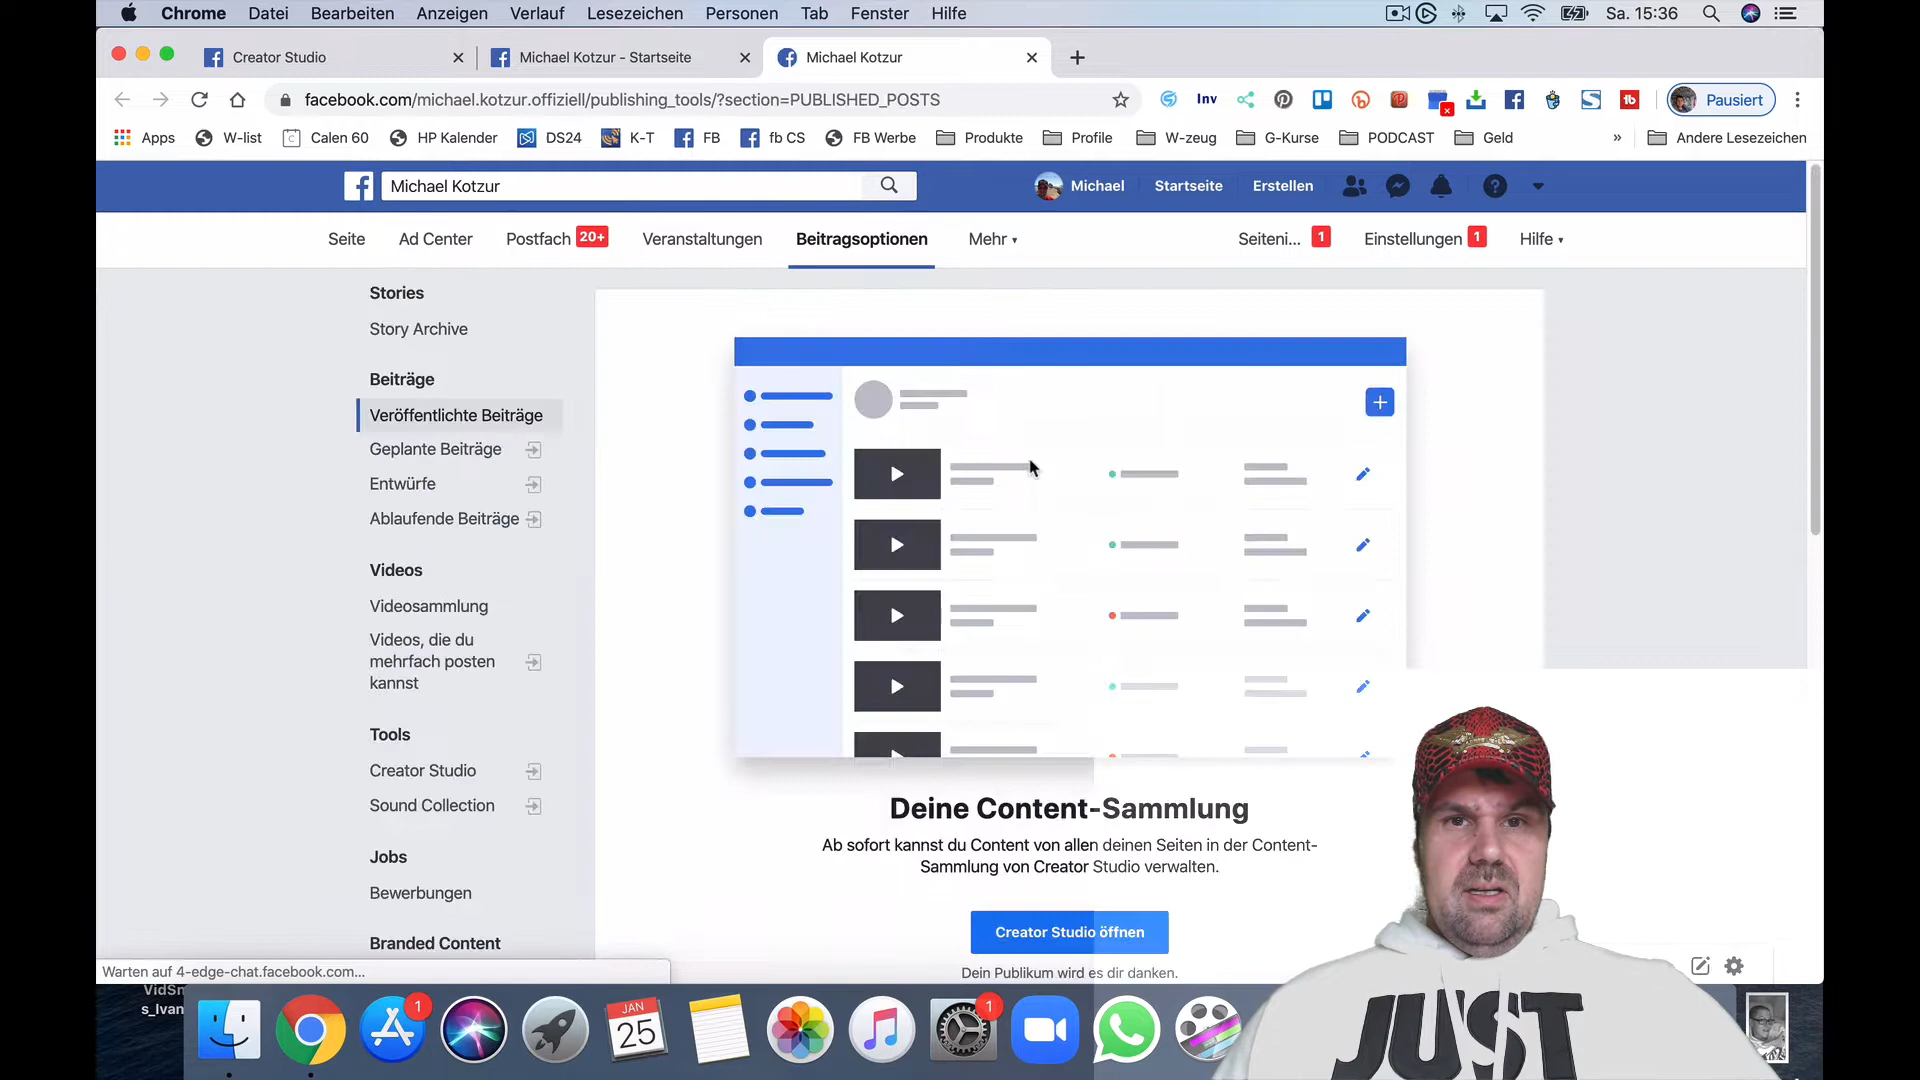 Chrome Datei Bearbeiten Anzeigen Verlauf Lesezeichen Personen Tab Fenster Hilfe Sa. 15:36
Creator Studio
Michael Kotzur - Startseite
Michael Kotzur
facebook.com/michael.kotzur.offiziell/publishing_tools/?section=PUBLISHED_POSTS
Inv
Pausiert
Apps W-list Calen 60 HP Kalender DS24 K-T FB fb CS FB Werbe Produkte Profile W-zeug G-Kurse PODCAST Geld » Andere Lesezeichen
Michael Kotzur
Michael Startseite Erstellen
Seite Ad Center Postfach 20+ Veranstaltungen Beitragsoptionen Mehr Seiteni... 1 Einstellungen 1 Hilfe
Stories
Story Archive
Beiträge
Veröffentlichte Beiträge
Geplante Beiträge
Entwürfe
Ablaufende Beiträge
Videos
Videosammlung
Videos, die du
mehrfach posten
kannst
Tools
Creator Studio
Sound Collection
Jobs
Bewerbungen
Branded Content
Deine Content-Sammlung
Ab sofort kannst du Content von allen deinen Seiten in der Content-
Sammlung von Creator Studio verwalten.
Creator Studio öffnen
Dein Publikum wird es dir danken.
Warten auf 4-edge-chat.facebook.com...
s_Ivan
1
JAN
25
1
JUST